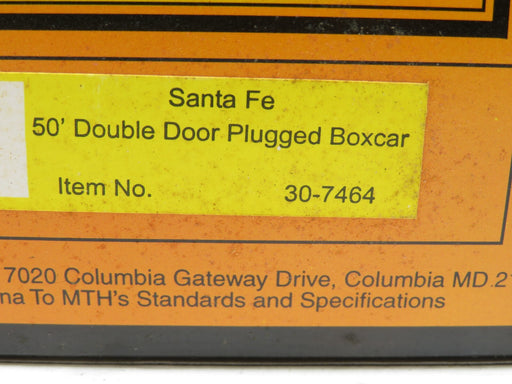 Santa Fe
50' Double Door Plugged Boxcar
Item No. 30-7464
7020 Columbia Gateway Drive, Columbia MD 2
To MTH's Standards and Specifications